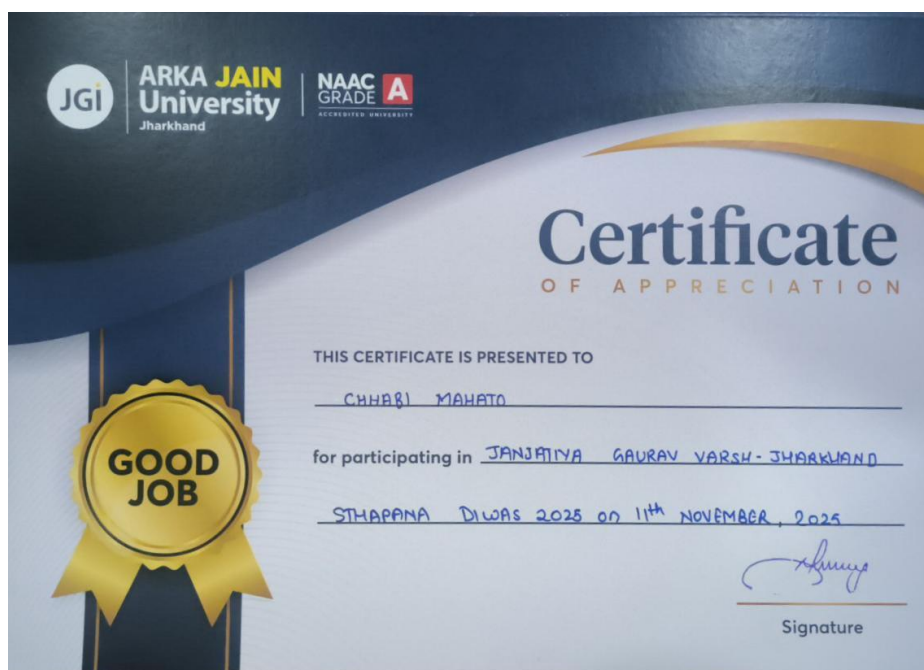 JGi
ARKA JAIN
University
Jharkhand
NAAC
GRADE A
ACCREDITED UNIVERSITY
Certificate
OF APPRECIATION
THIS CERTIFICATE IS PRESENTED TO
CHHABI MAHATO
for participating in JANJATIYA GAURAV VARSH - JHARKHAND
STHAPANA DIWAS 2025 on 11th NOVEMBER, 2025
GOOD
JOB
Signature